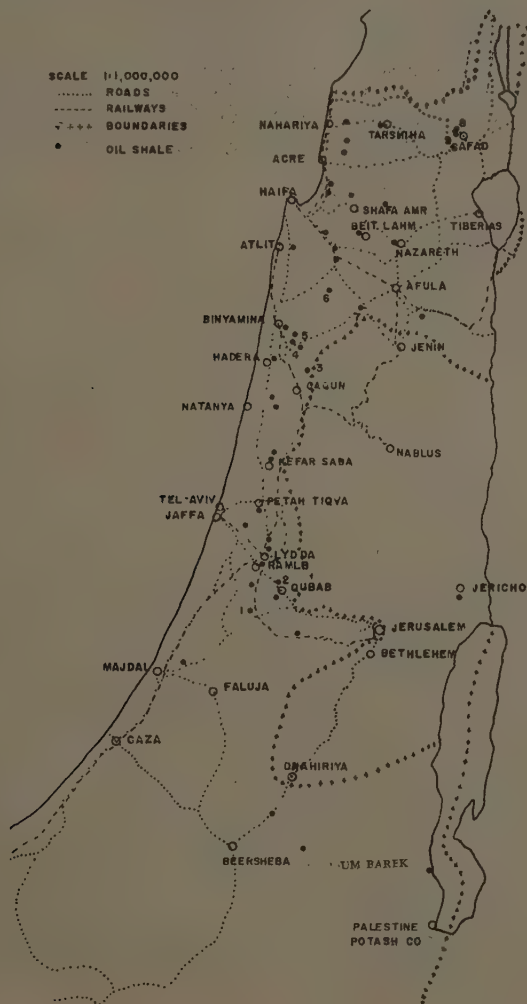 SCALE 1:1,000,000
ROADS
RAILWAYS
BOUNDARIES
OIL SHALE
NAHARIYA
TARSHIHA
SAFAD
8
ACRE
HAIFA
SHAFA AMR
BEIT. LAHM
TIBERIAS
ATLIT
NAZARETH
AFULA
6
7
BINYAMINA
5
4
JENIN
HADERA
3
QAQUN
NATANYA
NABLUS
KEFAR SABA
TEL-AVIV
PETAH TIQVA
JAFFA
LYDDA
RAMLB
2
QUBAB
JERICHO
1
JERUSALEM
BETHLEHEM
MAJDAL
FALUJA
GAZA
DHAHIRIYA
BEERSHEBA
UM BAREK
PALESTINE
POTASH CO